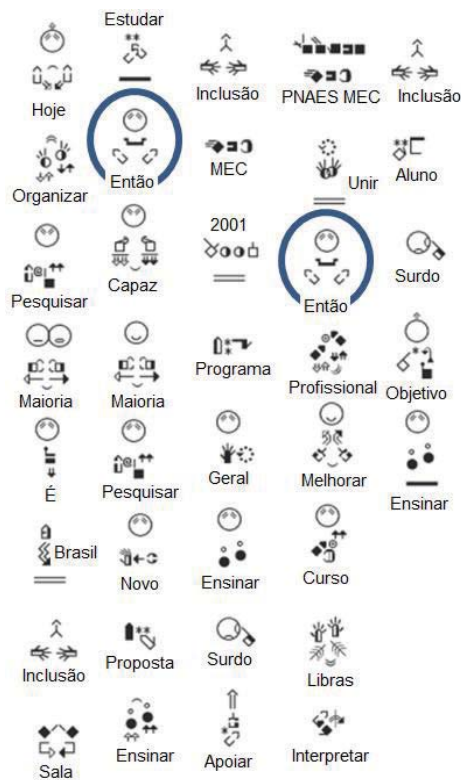 Hoje
Organizar
Pesquisar
Maioria
É
Brasil
Inclusão
Sala
Estudar
Então
Capaz
Maioria
Pesquisar
Novo
Proposta
Ensinar
Inclusão
MEC
2001
Programa
Geral
Ensinar
Surdo
Apoiar
PNAES MEC
Unir
Então
Profissional
Melhorar
Curso
Libras
Interpretar
Inclusão
Aluno
Surdo
Objetivo
Ensinar